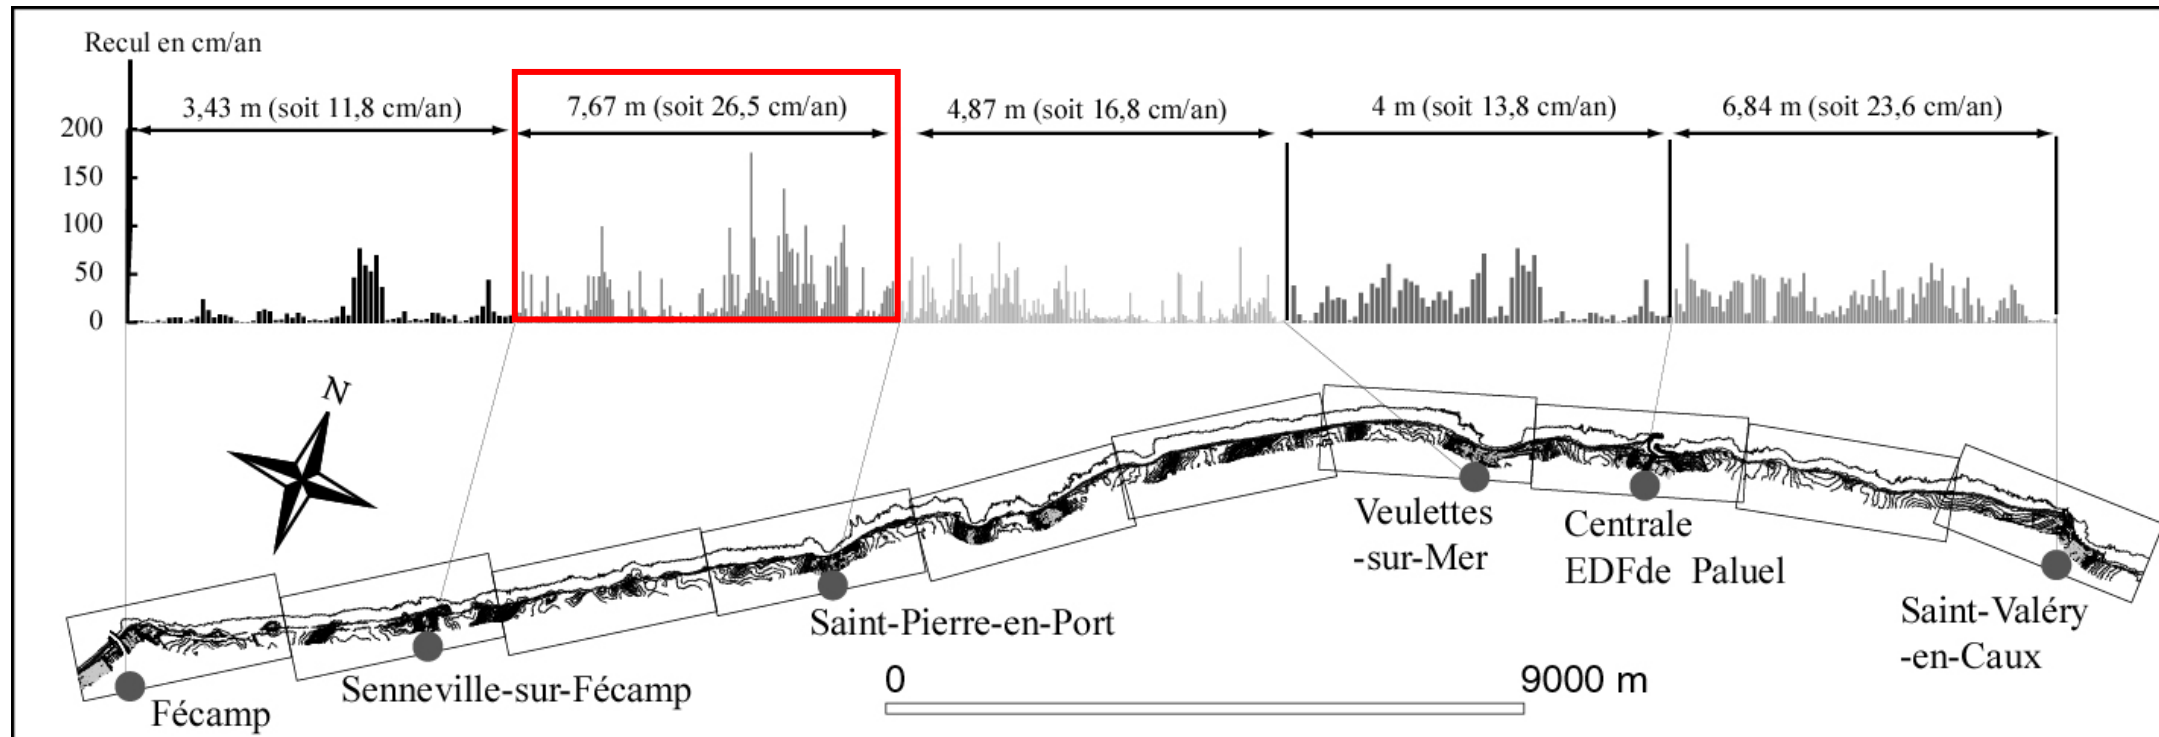 Recul en cm/an
3,43 m (soit 11,8 cm/an)
7,67 m (soit 26,5 cm/an)
4,87 m (soit 16,8 cm/an)
4 m (soit 13,8 cm/an)
6,84 m (soit 23,6 cm/an)
200
150
100
50
0
N
Veulettes
-sur-Mer
Centrale
EDFde Paluel
Saint-Pierre-en-Port
Saint-Valéry
-en-Caux
Senneville-sur-Fécamp
Fécamp
0
9000 m